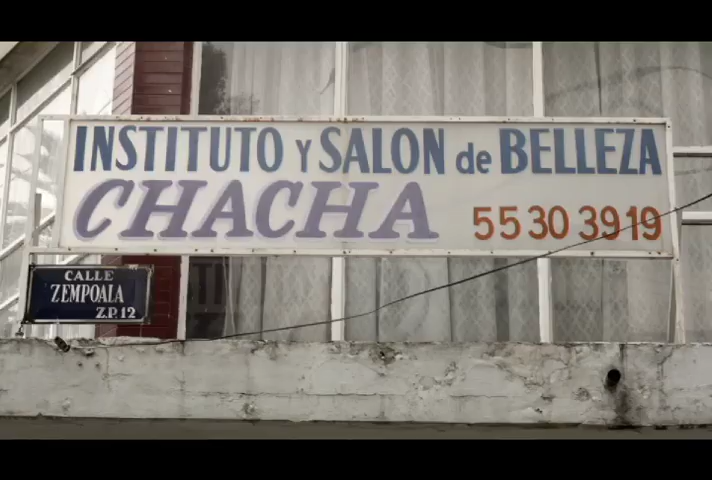 INSTITUTO Y SALON de BELLEZA
CHACHA 55 30 39 19
CALLE
ZEMPOALA
Z.P. 12